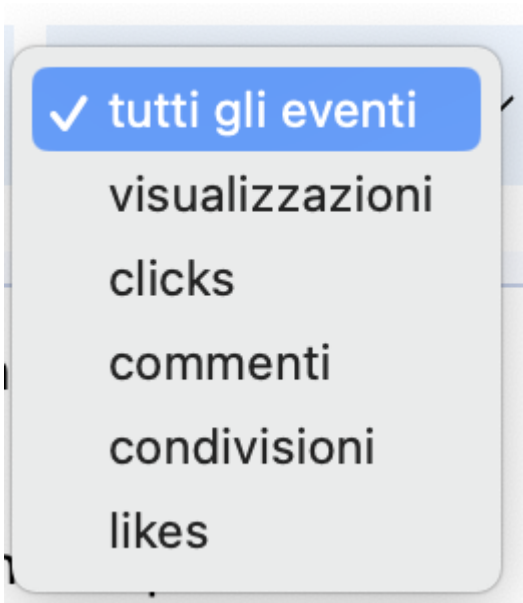 tutti gli eventi
visualizzazioni
clicks
commenti
condivisioni
likes